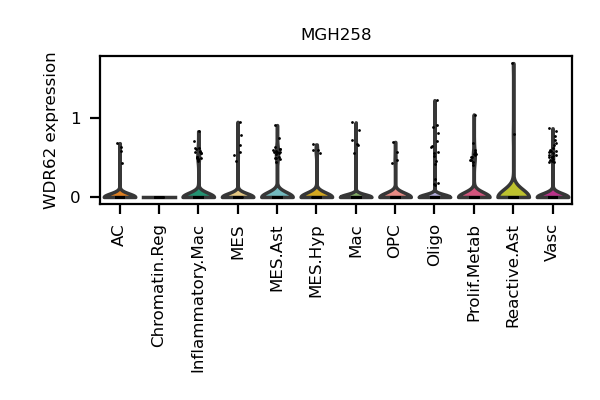 MGH258
WDR62 expression
1
0
AC
Chromatin.Reg
Inflammatory.Mac
MES
MES.Ast
MES.Hyp
Mac
OPC
Oligo
Prolif.Metab
Reactive.Ast
Vasc